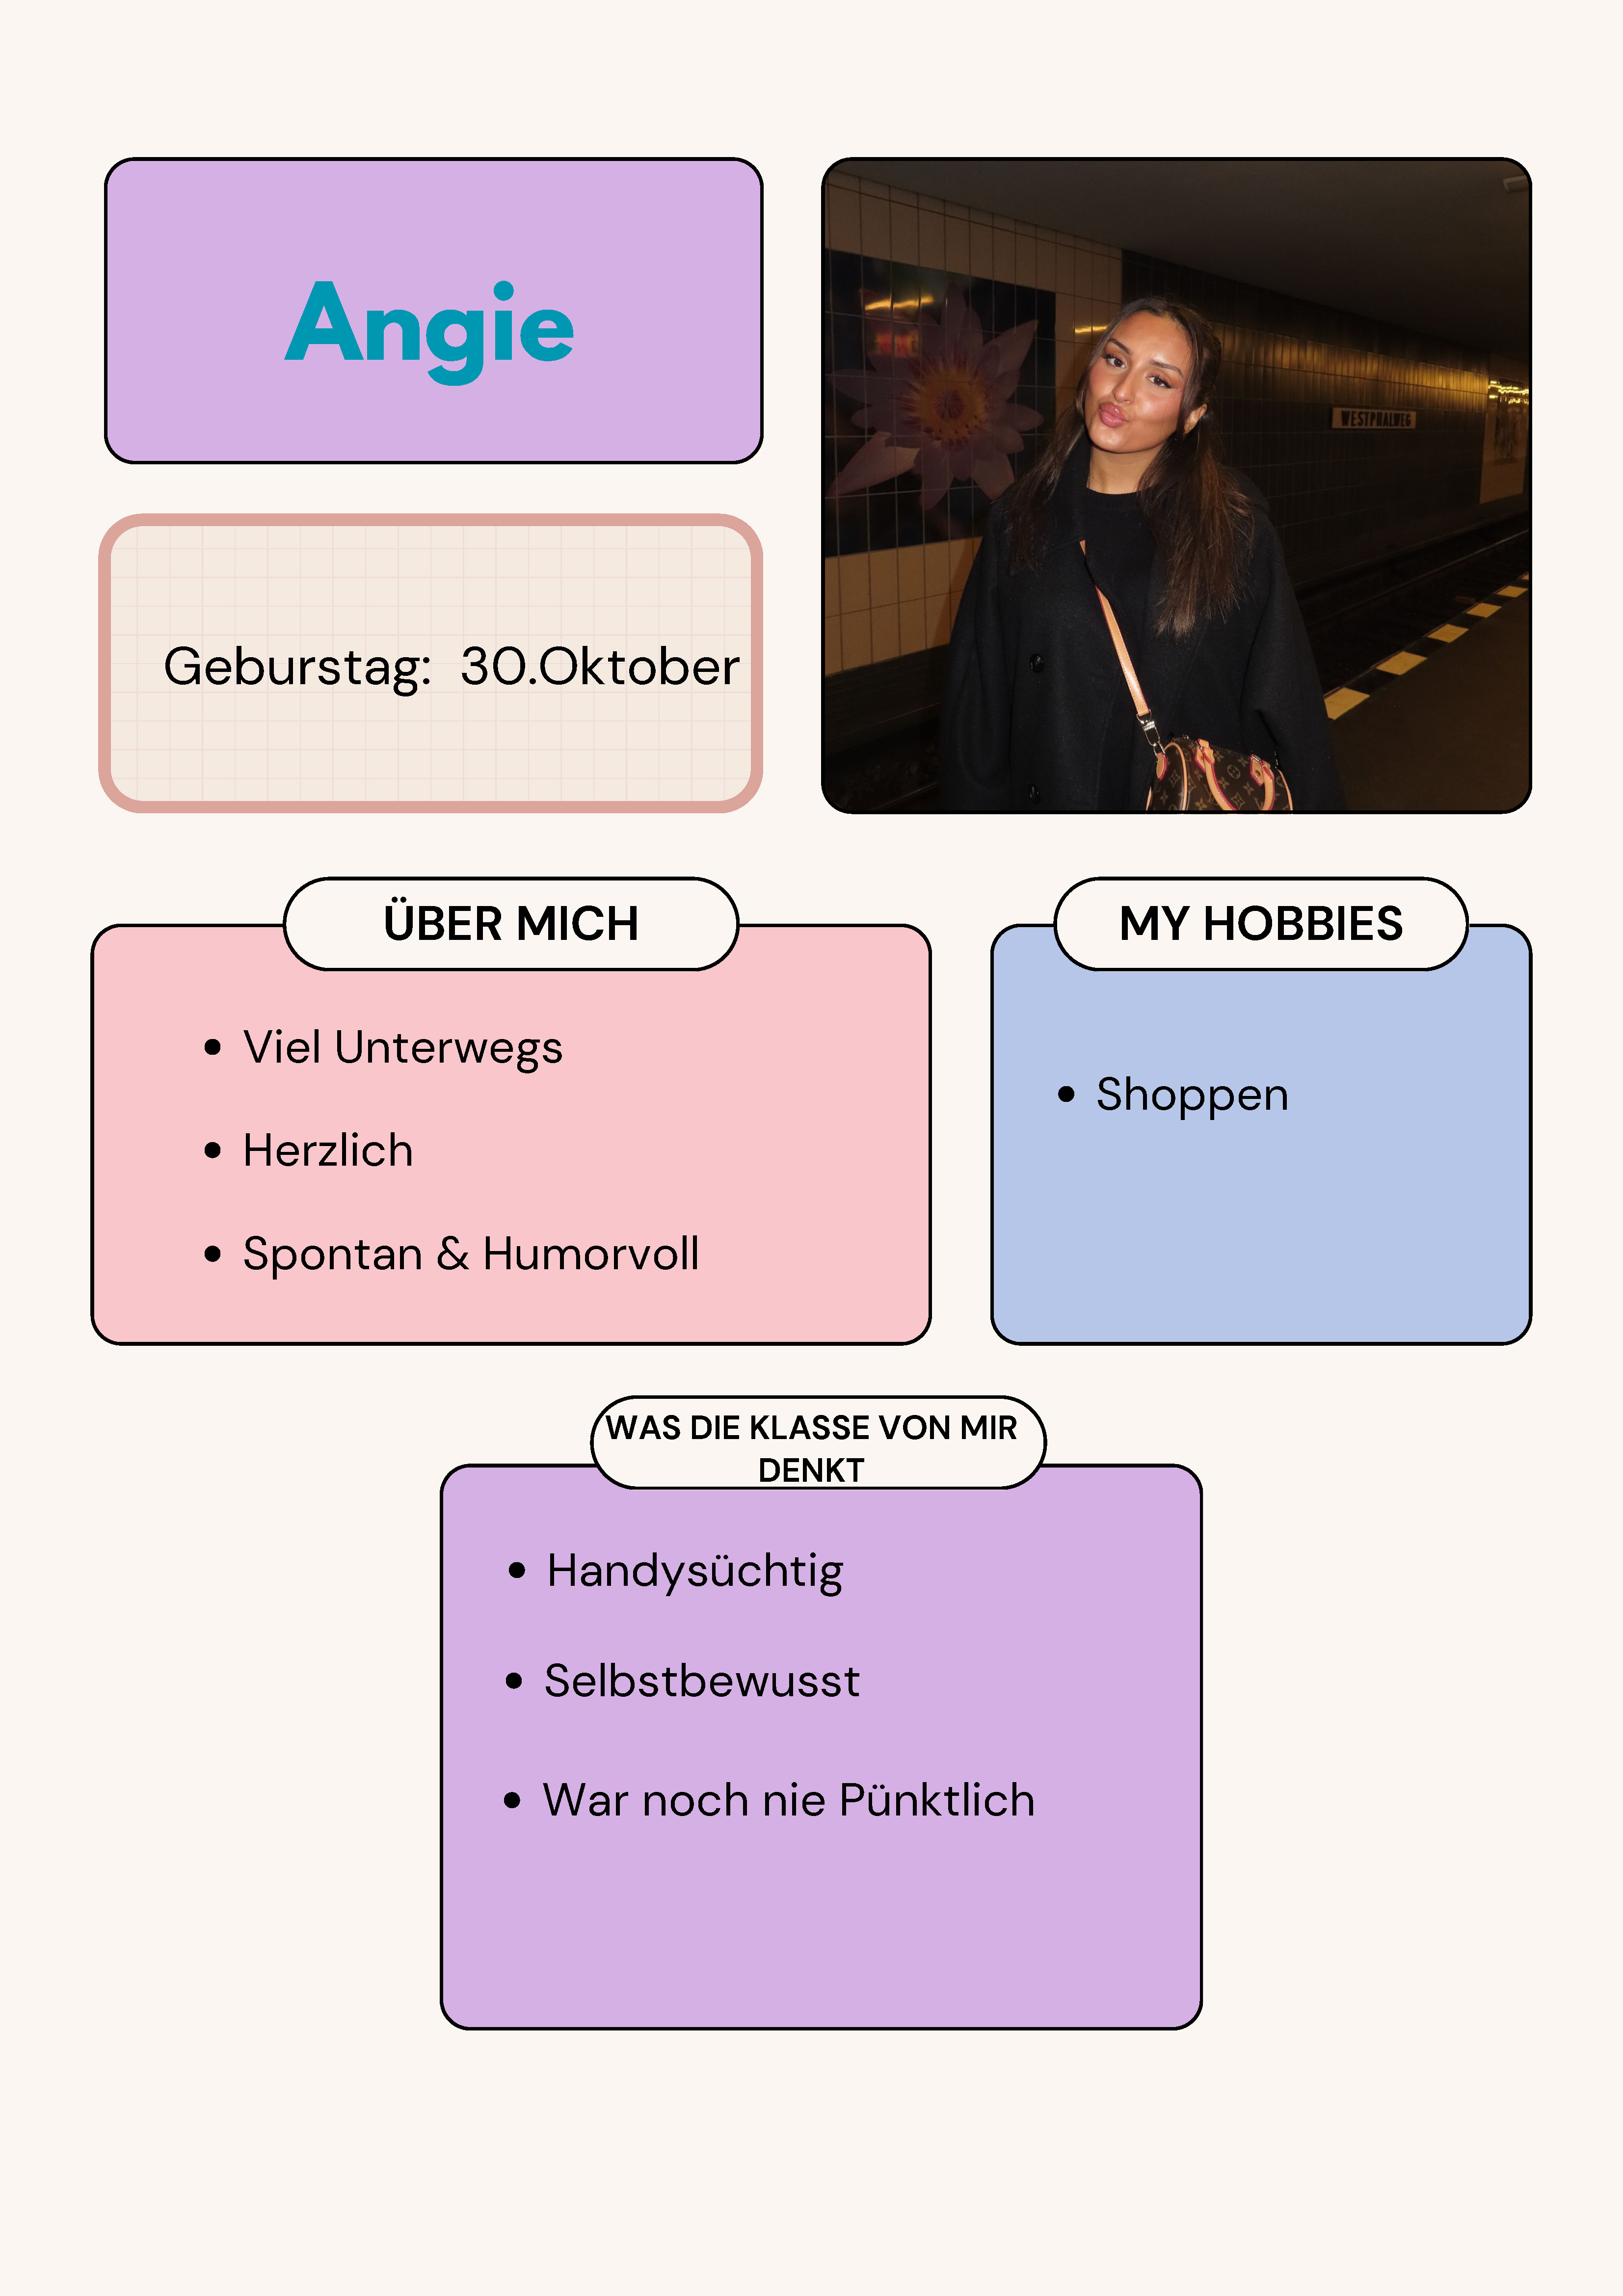 Angie
WESTPHALWEG
Geburstag:  30.Oktober
ÜBER MICH
• Viel Unterwegs
• Herzlich
• Spontan & Humorvoll
MY HOBBIES
• Shoppen
WAS DIE KLASSE VON MIR
DENKT
• Handysüchtig
• Selbstbewusst
• War noch nie Pünktlich